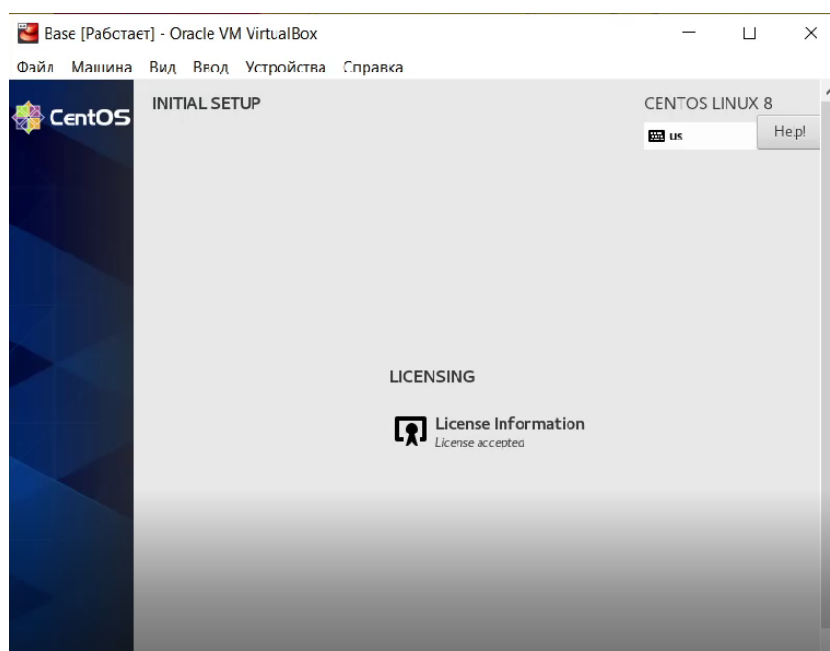 Base [Работает] - Oracle VM VirtualBox
Файл Машина Вид Ввод Устройства Справка
CentOS
INITIAL SETUP
CENTOS LINUX 8
us
Help!
LICENSING
License Information
License accepted